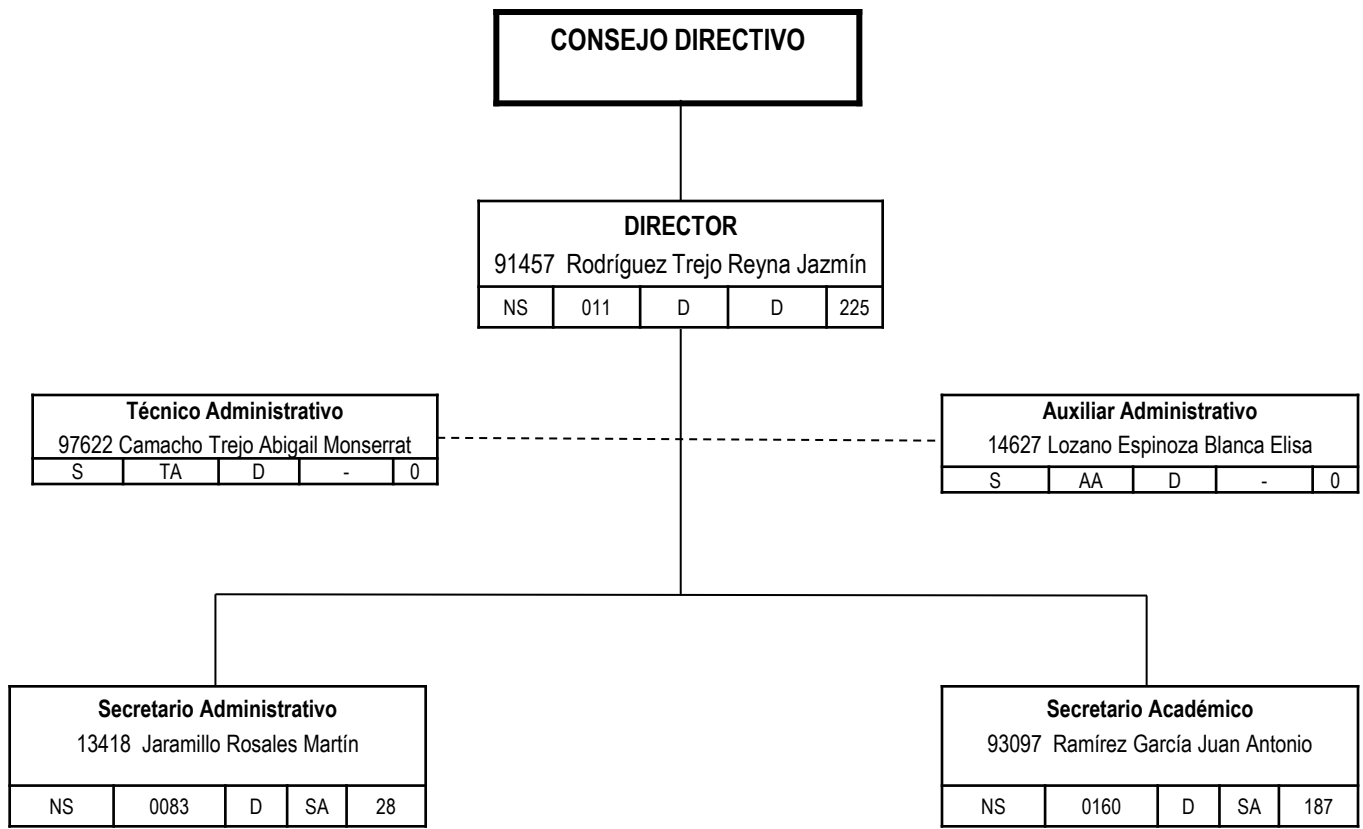 CONSEJO DIRECTIVO
DIRECTOR
91457 Rodríguez Trejo Reyna Jazmín
NS 011 D D 225
Técnico Administrativo
97622 Camacho Trejo Abigail Monserrat
S TA D - 0
Auxiliar Administrativo
14627 Lozano Espinoza Blanca Elisa
S AA D - 0
Secretario Administrativo
13418 Jaramillo Rosales Martín
NS 0083 D SA 28
Secretario Académico
93097 Ramírez García Juan Antonio
NS 0160 D SA 187